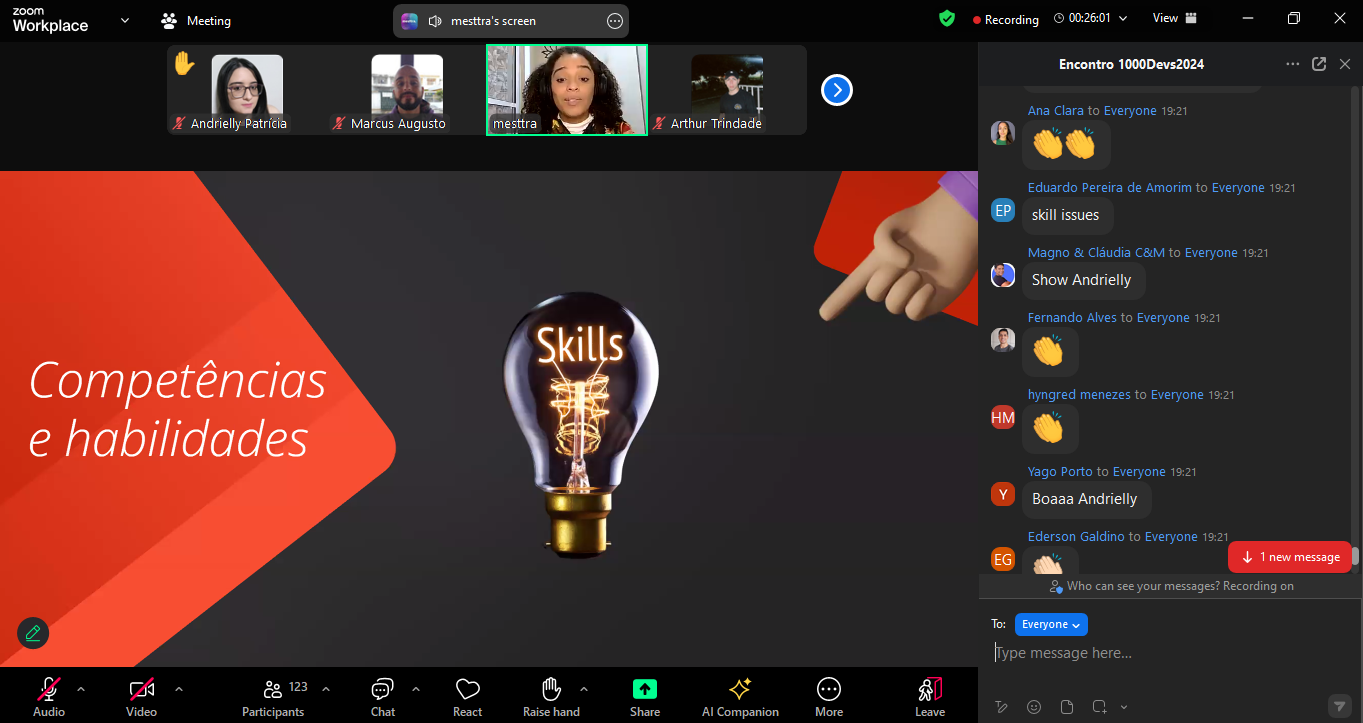 zoom
Workplace
Meeting
mesttra's screen
Recording
00:26:01
View
Andrielly Patrícia
Marcus Augusto
mesttra
Arthur Trindade
Competências
e habilidades
Skills
Encontro 1000Devs2024
Ana Clara to Everyone 19:21
Eduardo Pereira de Amorim to Everyone 19:21
EP
skill issues
Magno & Cláudia C&M to Everyone 19:21
Show Andrielly
Fernando Alves to Everyone 19:21
hyngred menezes to Everyone 19:21
HM
Yago Porto to Everyone 19:21
Y
Boaaa Andrielly
Ederson Galdino to Everyone 19:21
EG
1 new message
Who can see your messages? Recording on
To: Everyone
Type message here...
Audio
Video
123
Participants
Chat
React
Raise hand
Share
AI Companion
More
Leave